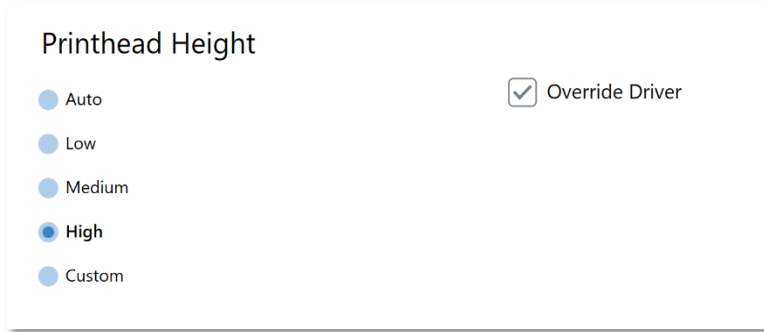 Printhead Height
Auto
Override Driver
Low
Medium
High
Custom